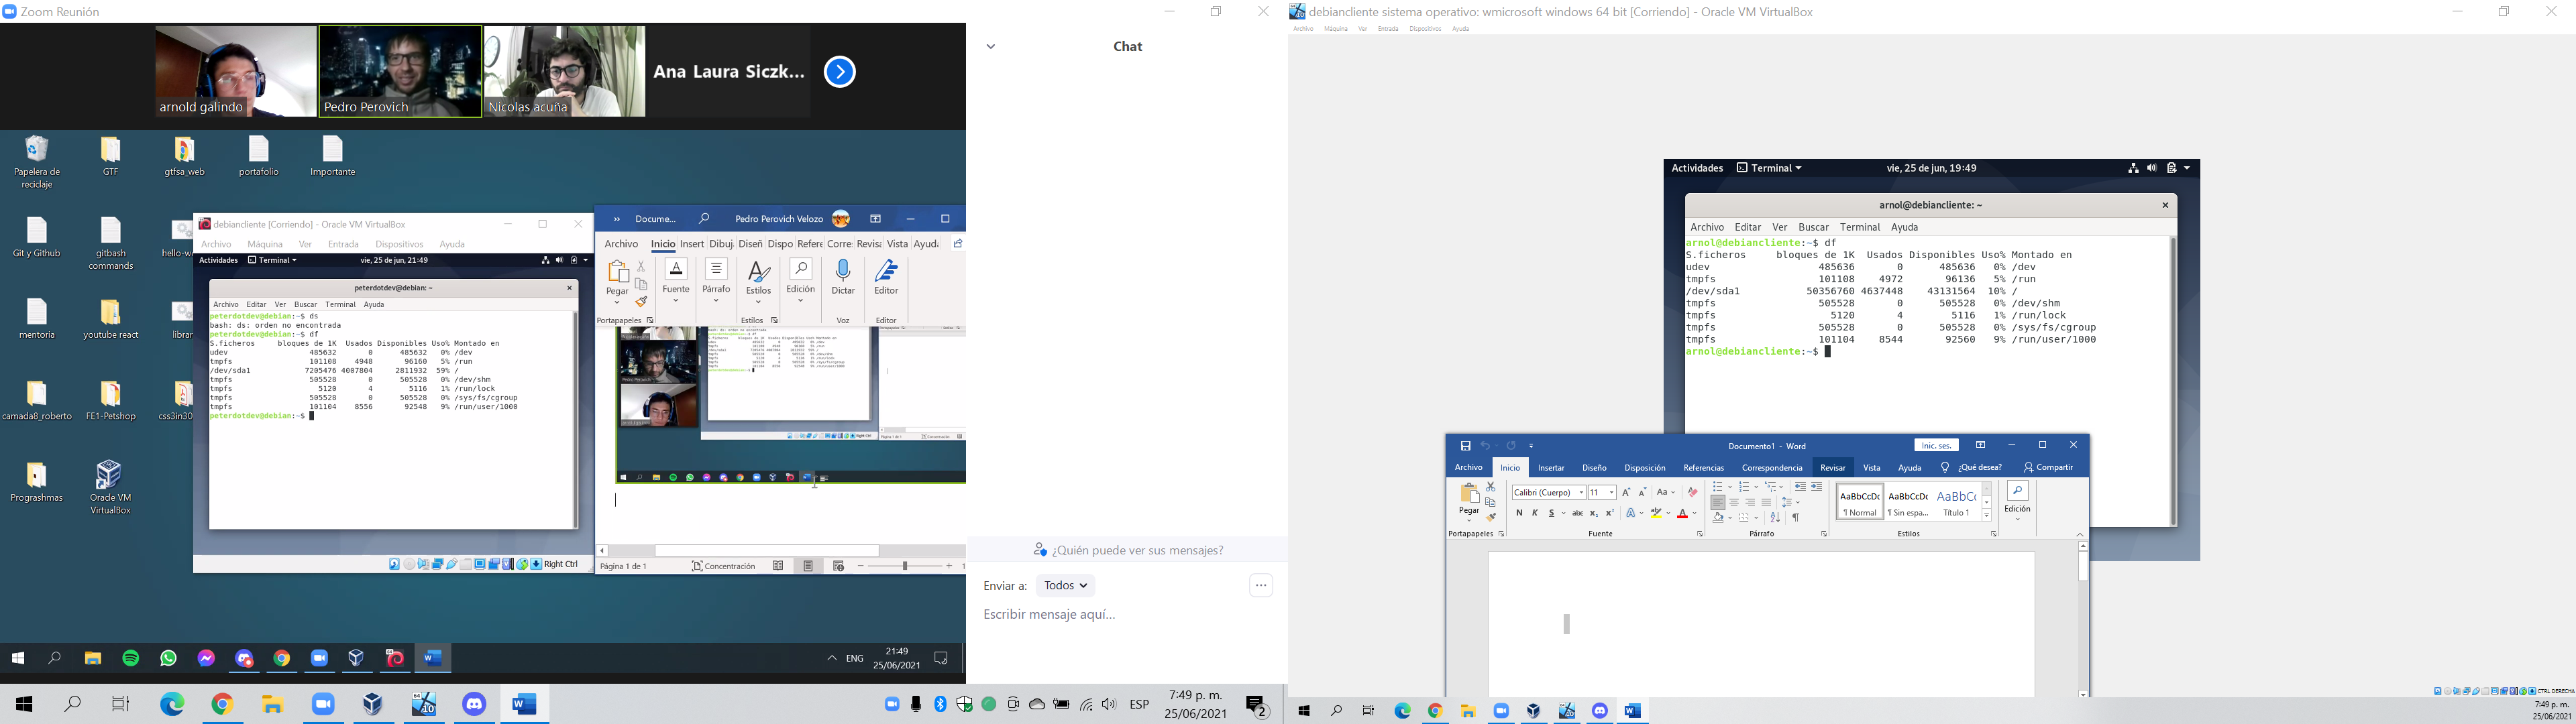 Zoom Reunión
arnold galindo
Pedro Perovich
Nicolas acuña
Ana Laura Siczk...
Papelera de reciclaje
GTF
gtfsa_web
portafolio
Importante
Git y Github
gitbash commands
mentoria
youtube react
camada8_roberto
FE1-Petshop
Prograshmas
Oracle VM VirtualBox
debiancliente [Corriendo] - Oracle VM VirtualBox
Archivo Máquina Ver Entrada Dispositivos Ayuda
Actividades Terminal vie, 25 de jun, 21:49
peterdotdev@debian: ~
Archivo Editar Ver Buscar Terminal Ayuda
peterdotdev@debian:~$ ds
bash: ds: orden no encontrada
peterdotdev@debian:~$ df
S.ficheros bloques de 1K Usados Disponibles Uso% Montado en
udev 485632 0 485632 0% /dev
tmpfs 101108 4948 96160 5% /run
/dev/sda1 7205476 4007804 2811932 59% /
tmpfs 505528 0 505528 0% /dev/shm
tmpfs 5120 4 5116 1% /run/lock
tmpfs 505528 0 505528 0% /sys/fs/cgroup
tmpfs 101104 8556 92548 9% /run/user/1000
peterdotdev@debian:~$
Right Ctrl
Docume... Pedro Perovich Velozo
Archivo Inicio Insert Dibuj Diseñ Dispo Refere Corre Revisa Vista Ayuda
Pegar Fuente Párrafo Estilos Edición Dictar Editor
Portapapeles Estilos Voz Editor
Página 1 de 1 Concentración
ENG 21:49
25/06/2021
Chat
¿Quién puede ver sus mensajes?
Enviar a: Todos
Escribir mensaje aquí...
ESP 7:49 p. m.
25/06/2021
2
debiancliente sistema operativo: wmicrosoft windows 64 bit [Corriendo] - Oracle VM VirtualBox
Archivo Máquina Ver Entrada Dispositivos Ayuda
Actividades Terminal vie, 25 de jun, 19:49
arnol@debiancliente: ~
Archivo Editar Ver Buscar Terminal Ayuda
arnol@debiancliente:~$ df
S.ficheros bloques de 1K Usados Disponibles Uso% Montado en
udev 485636 0 485636 0% /dev
tmpfs 101108 4972 96136 5% /run
/dev/sda1 50356760 4637448 43131564 10% /
tmpfs 505528 0 505528 0% /dev/shm
tmpfs 5120 4 5116 1% /run/lock
tmpfs 505528 0 505528 0% /sys/fs/cgroup
tmpfs 101104 8544 92560 9% /run/user/1000
arnol@debiancliente:~$
Documento1 - Word Inic. ses.
Archivo Inicio Insertar Diseño Disposición Referencias Correspondencia Revisar Vista Ayuda ¿Qué desea? Compartir
Calibri (Cuerpo) 11
Pegar
N K S abc x, x²
AaBbCcDc AaBbCcDc AaBbC
¶ Normal ¶ Sin espa... Título 1
Edición
Portapapeles Fuente Párrafo Estilos
CTRL DERECHA
7:49 p. m.
25/06/2021